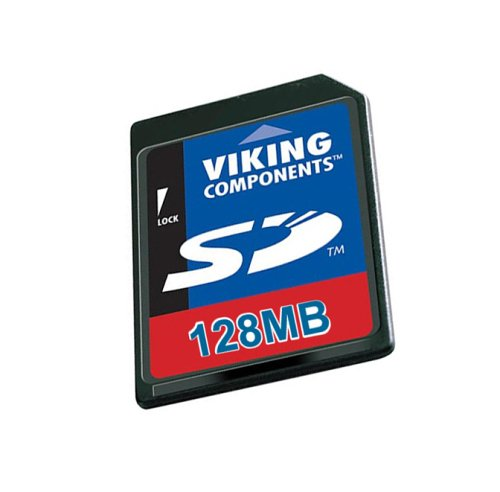 VIKING
COMPONENTS™
LOCK
SD
TM
128MB